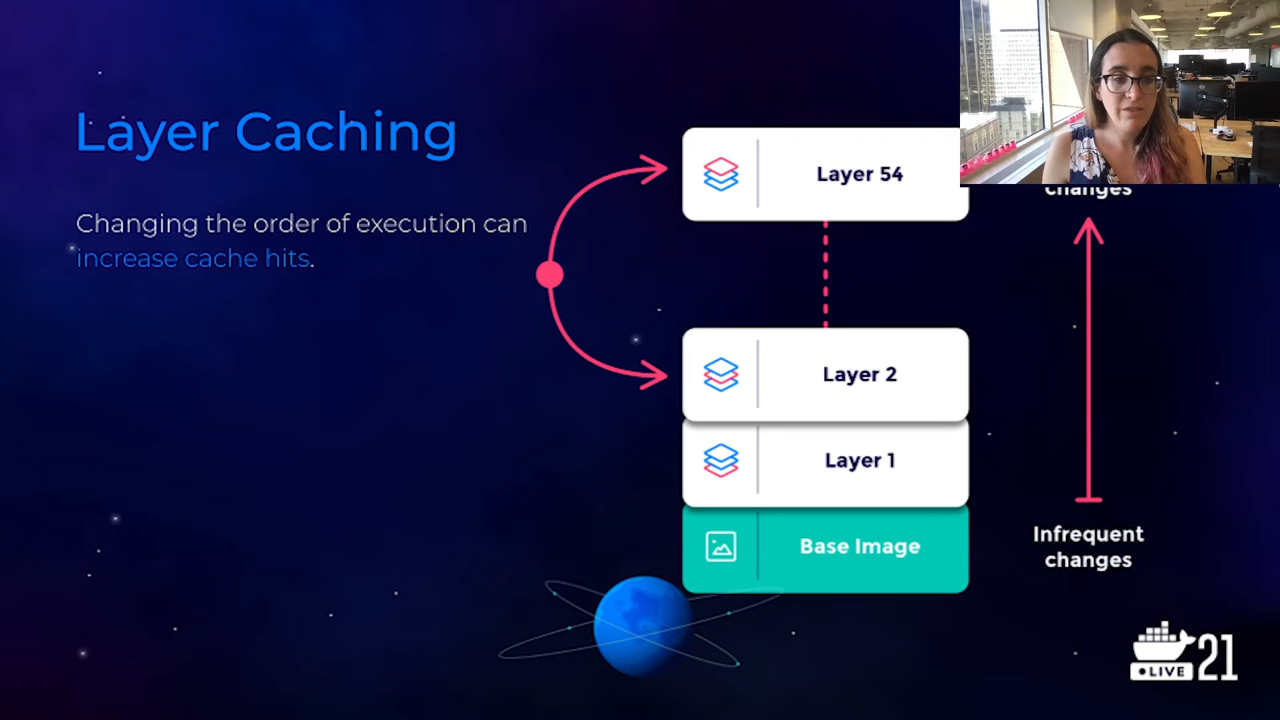 Layer Caching
Changing the order of execution can
increase cache hits.
Layer 54
changes
Layer 2
Layer 1
Base Image
Infrequent
changes
LIVE 21